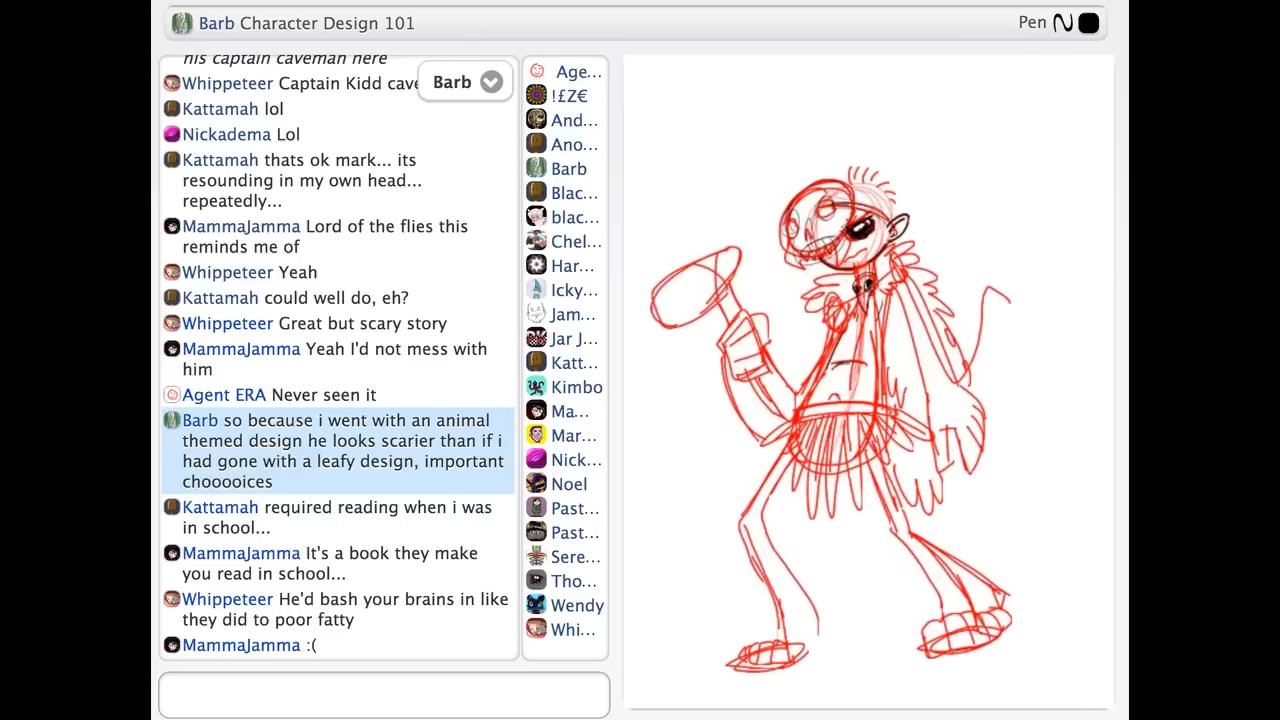 Barb Character Design 101
Pen
his captain caveman here
Whippeteer Captain Kidd cave
Barb
Kattamah lol
Nickadema Lol
Kattamah thats ok mark... its
resounding in my own head...
repeatedly...
MammaJamma Lord of the flies this
reminds me of
Whippeteer Yeah
Kattamah could well do, eh?
Whippeteer Great but scary story
MammaJamma Yeah I'd not mess with
him
Agent ERA Never seen it
Barb so because i went with an animal
themed design he looks scarier than if i
had gone with a leafy design, important
choooooices
Kattamah required reading when i was
in school...
MammaJamma It's a book they make
you read in school...
Whippeteer He'd bash your brains in like
they did to poor fatty
MammaJamma :(
Age...
!£Z€
And...
Ano...
Barb
Blac...
blac...
Chel...
Har...
Icky...
Jam...
Jar J...
Katt...
Kimbo
Ma...
Mar...
Nick...
Noel
Past...
Past...
Sere...
Tho...
Wendy
Whi...